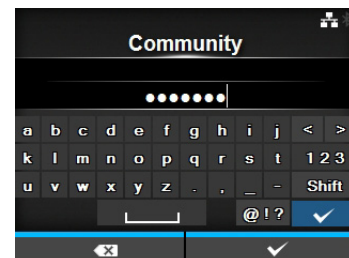 Community
•••••••
a b c d e f g h i j < >
k l m n o p q r s t 123
u v w x y z . , _ - Shift
@!?